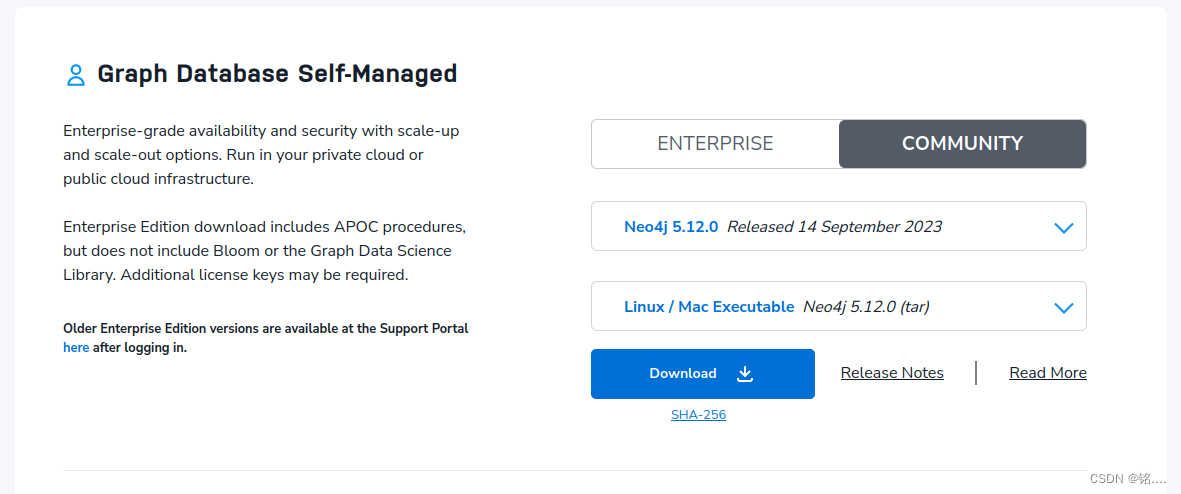 Graph Database Self-Managed
Enterprise-grade availability and security with scale-up
and scale-out options. Run in your private cloud or
public cloud infrastructure.
Enterprise Edition download includes APOC procedures,
but does not include Bloom or the Graph Data Science
Library. Additional license keys may be required.
Older Enterprise Edition versions are available at the Support Portal
here after logging in.
ENTERPRISE COMMUNITY
Neo4j 5.12.0 Released 14 September 2023
Linux / Mac Executable Neo4j 5.12.0 (tar)
Download Release Notes | Read More
SHA-256
CSDN @铭....